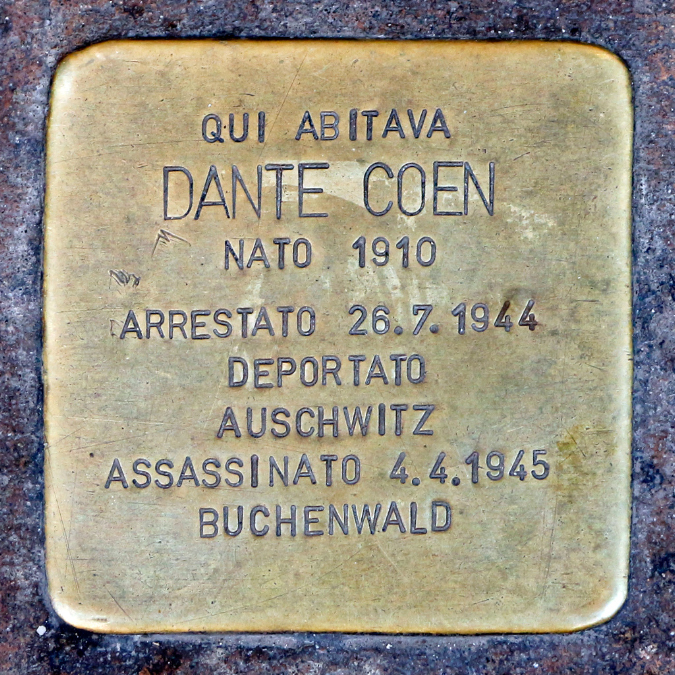 QUI ABITAVA
DANTE COEN
NATO 1910
ARRESTATO 26.7.1944
DEPORTATO
AUSCHWITZ
ASSASSINATO 4.4.1945
BUCHENWALD